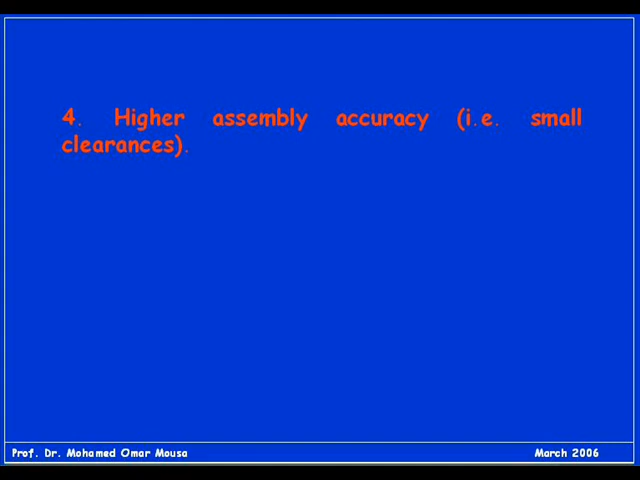 4. Higher assembly accuracy (i.e. small
clearances).
Prof. Dr. Mohamed Omar Mousa
March 2006